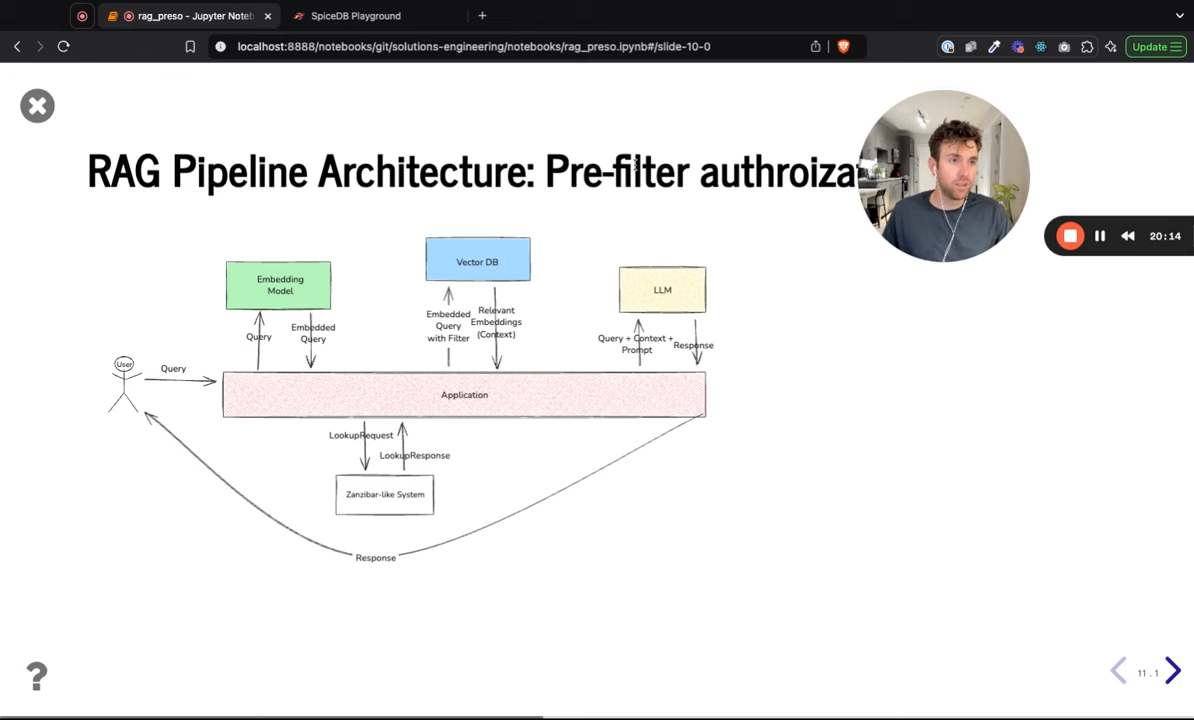 rag_preso - Jupyter Noteb
SpiceDB Playground
localhost:8888/notebooks/git/solutions-engineering/notebooks/rag_preso.ipynb#/slide-10-0
Update
RAG Pipeline Architecture: Pre-filter authroiza
20:14
Embedding
Model
Vector DB
LLM
Query
Embedded
Query
Embedded
Query
with Filter
Relevant
Embeddings
(Context)
Query + Context +
Prompt
Response
User
Query
Application
LookupRequest
LookupResponse
Zanzibar-like System
Response
?
11.1